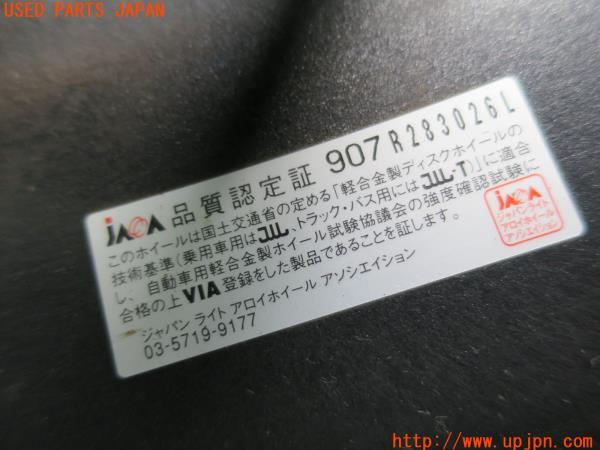 USED PARTS JAPAN
JAWA 品質認定証 907 R283026L
このホイールは国土交通省の定める「軽合金製ディスクホイールの
技術基準(乗用車用はJWL、トラック・バス用にはJWL-T)」に適合
し、自動車用軽合金製ホイール試験協議会の強度確認試験に
合格の上VIA登録をした製品であることを証します。
ジャパン ライト アロイホイール アソシエイション
03-5719-9177
JAWA
ジャパンライト
アロイホイール
アソシエイション
http://www.upjpn.com/